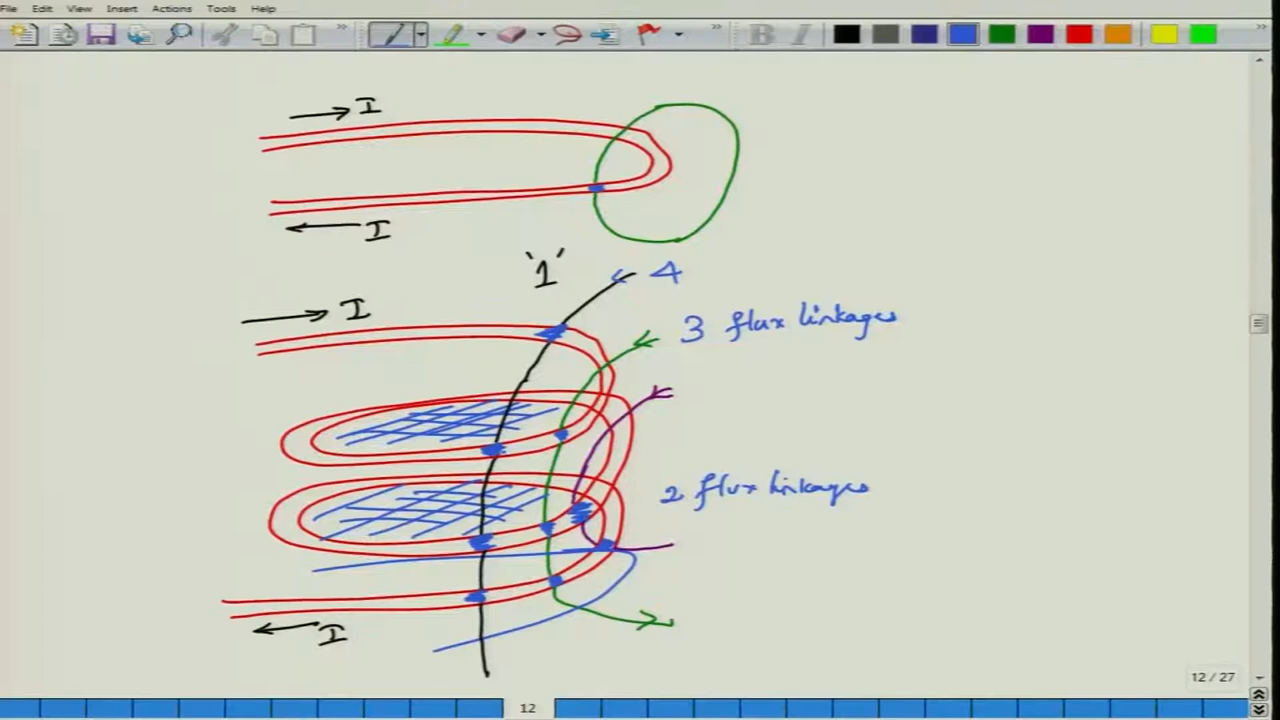 File Edit View Insert Actions Tools Help
I
I
'1'
4
I
3 flux linkages
2 flux linkages
I
12 / 27
12